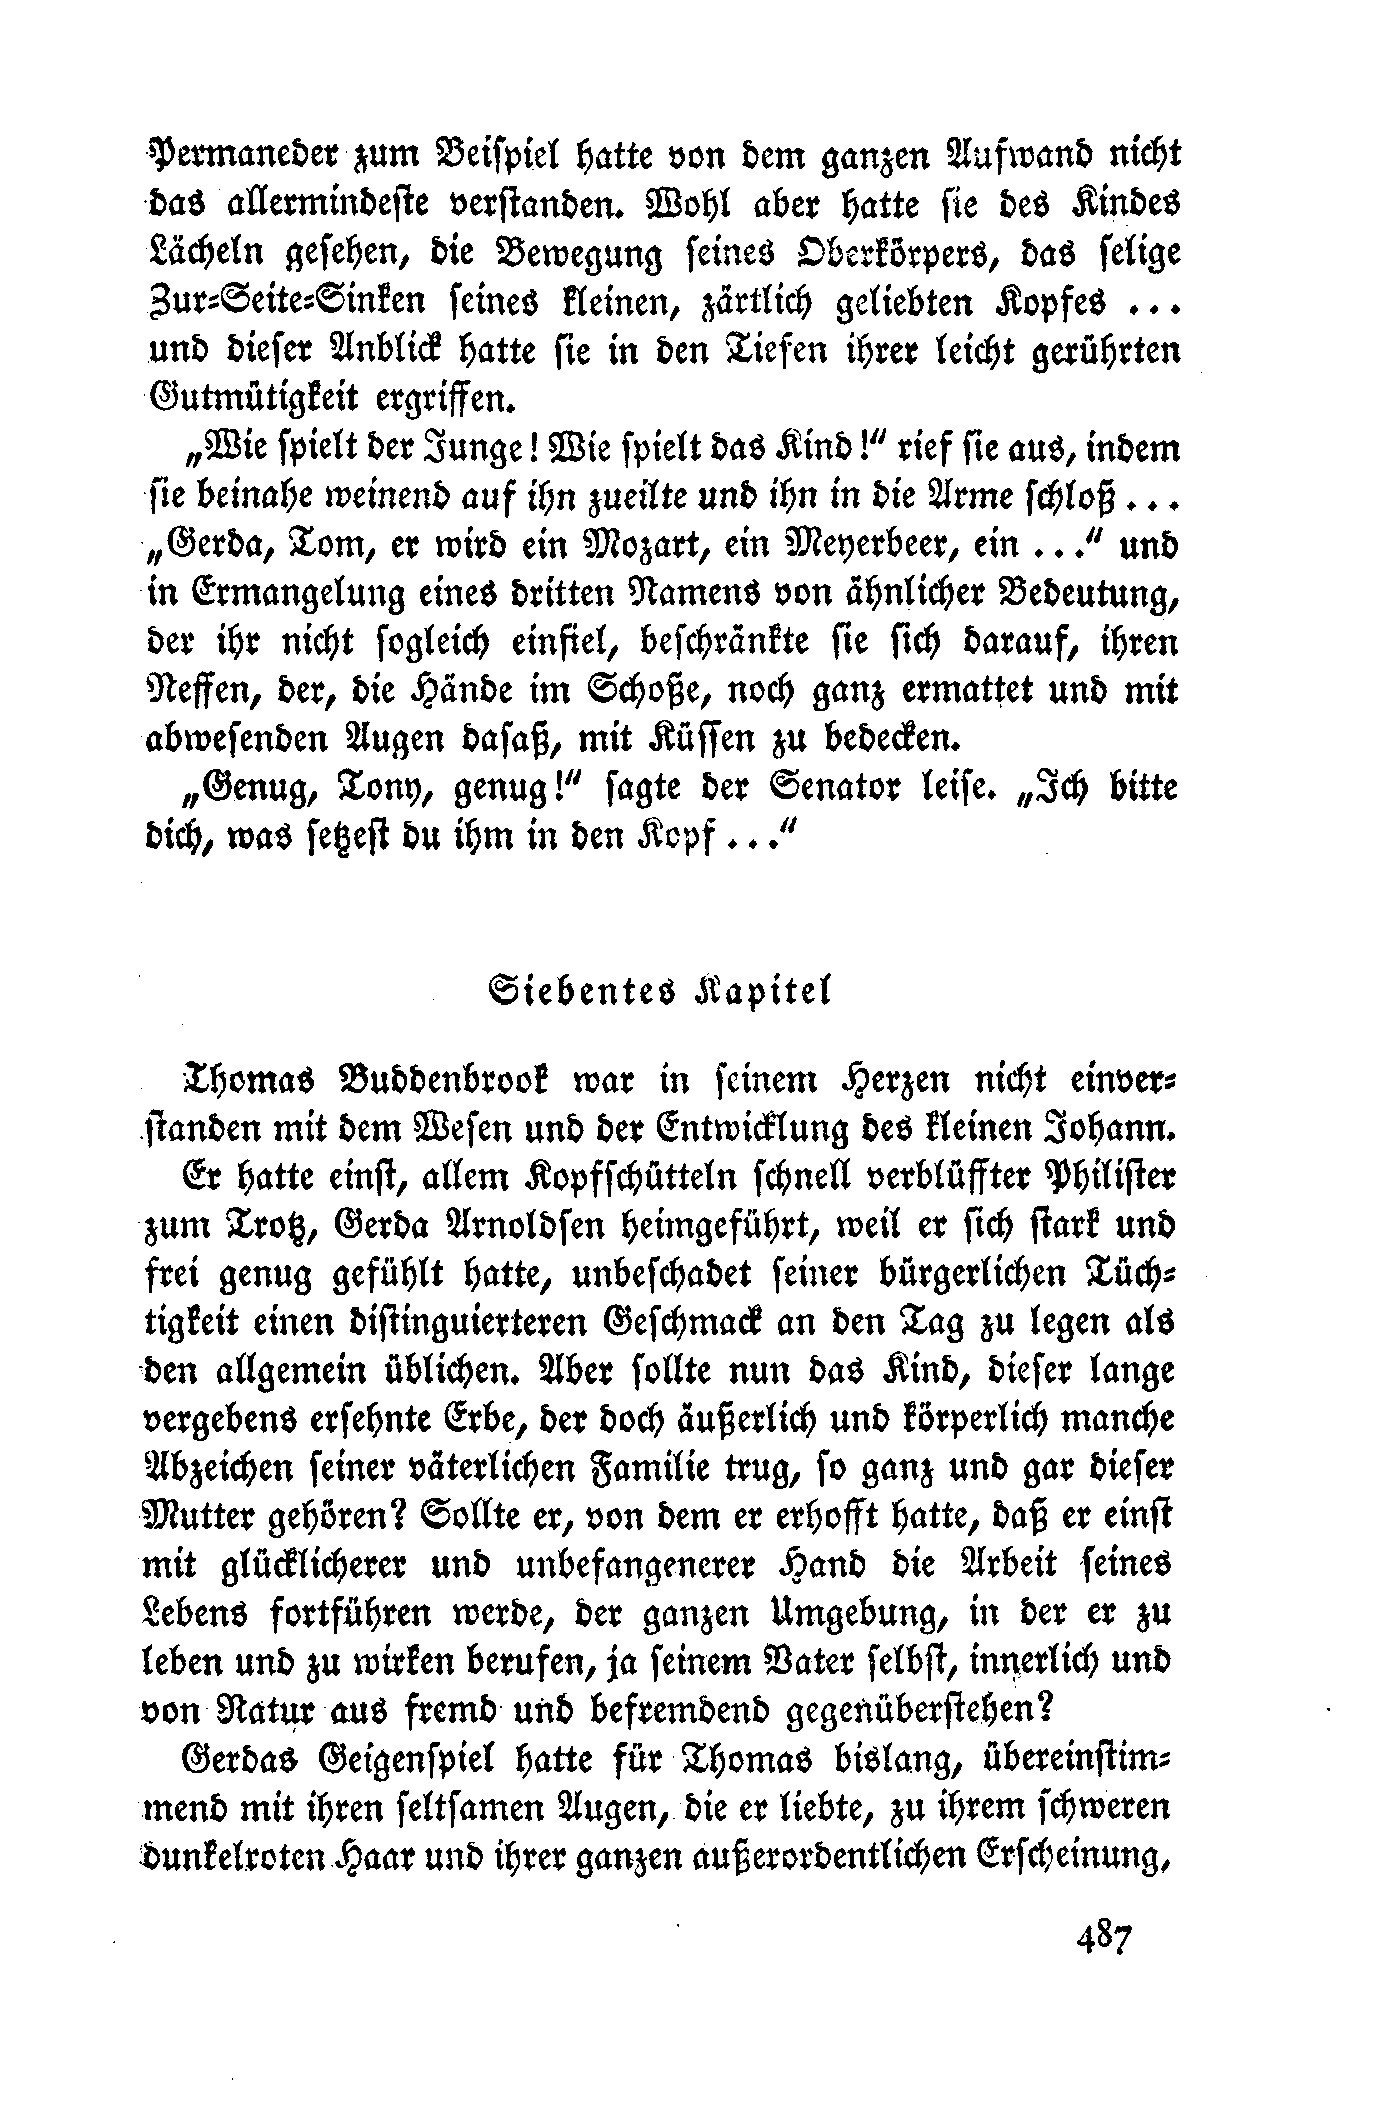 Permaneder zum Beispiel hatte von dem ganzen Aufwand nicht
das allermindeste verstanden. Wohl aber hatte sie des Kindes
Lächeln gesehen, die Bewegung seines Oberkörpers, das selige
Zur-Seite-Sinken seines kleinen, zärtlich geliebten Kopfes ...
und dieser Anblick hatte sie in den Tiefen ihrer leicht gerührten
Gutmütigkeit ergriffen.
„Wie spielt der Junge! Wie spielt das Kind!“ rief sie aus, indem
sie beinahe weinend auf ihn zueilte und ihn in die Arme schloß ...
„Gerda, Tom, er wird ein Mozart, ein Meyerbeer, ein ...“ und
in Ermangelung eines dritten Namens von ähnlicher Bedeutung,
der ihr nicht sogleich einfiel, beschränkte sie sich darauf, ihren
Neffen, der, die Hände im Schoße, noch ganz ermattet und mit
abwesenden Augen dasaß, mit Küssen zu bedecken.
„Genug, Tony, genug!“ sagte der Senator leise. „Ich bitte
dich, was setzest du ihm in den Kopf ...“
Siebentes Kapitel
Thomas Buddenbrook war in seinem Herzen nicht einver-
standen mit dem Wesen und der Entwicklung des kleinen Johann.
Er hatte einst, allem Kopfschütteln schnell verblüffter Philister
zum Trotz, Gerda Arnoldsen heimgeführt, weil er sich stark und
frei genug gefühlt hatte, unbeschadet seiner bürgerlichen Tüch-
tigkeit einen distinguierteren Geschmack an den Tag zu legen als
den allgemein üblichen. Aber sollte nun das Kind, dieser lange
vergebens ersehnte Erbe, der doch äußerlich und körperlich manche
Abzeichen seiner väterlichen Familie trug, so ganz und gar dieser
Mutter gehören? Sollte er, von dem er erhofft hatte, daß er einst
mit glücklicherer und unbefangenerer Hand die Arbeit seines
Lebens fortführen werde, der ganzen Umgebung, in der er zu
leben und zu wirken berufen, ja seinem Vater selbst, innerlich und
von Natur aus fremd und befremdend gegenüberstehen?
Gerdas Geigenspiel hatte für Thomas bislang, übereinstim-
mend mit ihren seltsamen Augen, die er liebte, zu ihrem schweren
dunkelroten Haar und ihrer ganzen außerordentlichen Erscheinung,
487